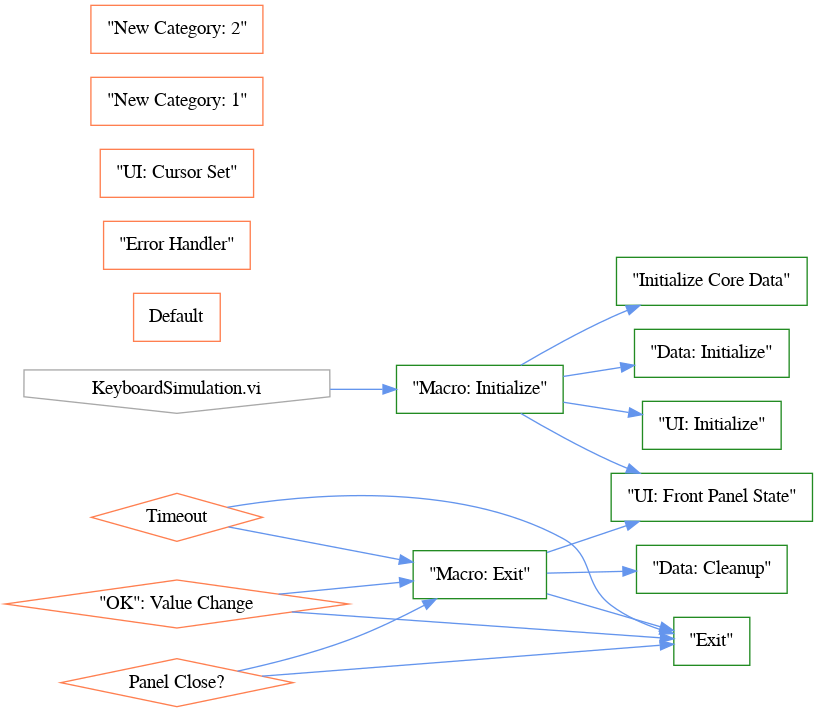 "New Category: 2"
"New Category: 1"
"UI: Cursor Set"
"Error Handler"
Default
KeyboardSimulation.vi
Timeout
"OK": Value Change
Panel Close?
"Macro: Initialize"
"Macro: Exit"
"Initialize Core Data"
"Data: Initialize"
"UI: Initialize"
"UI: Front Panel State"
"Data: Cleanup"
"Exit"